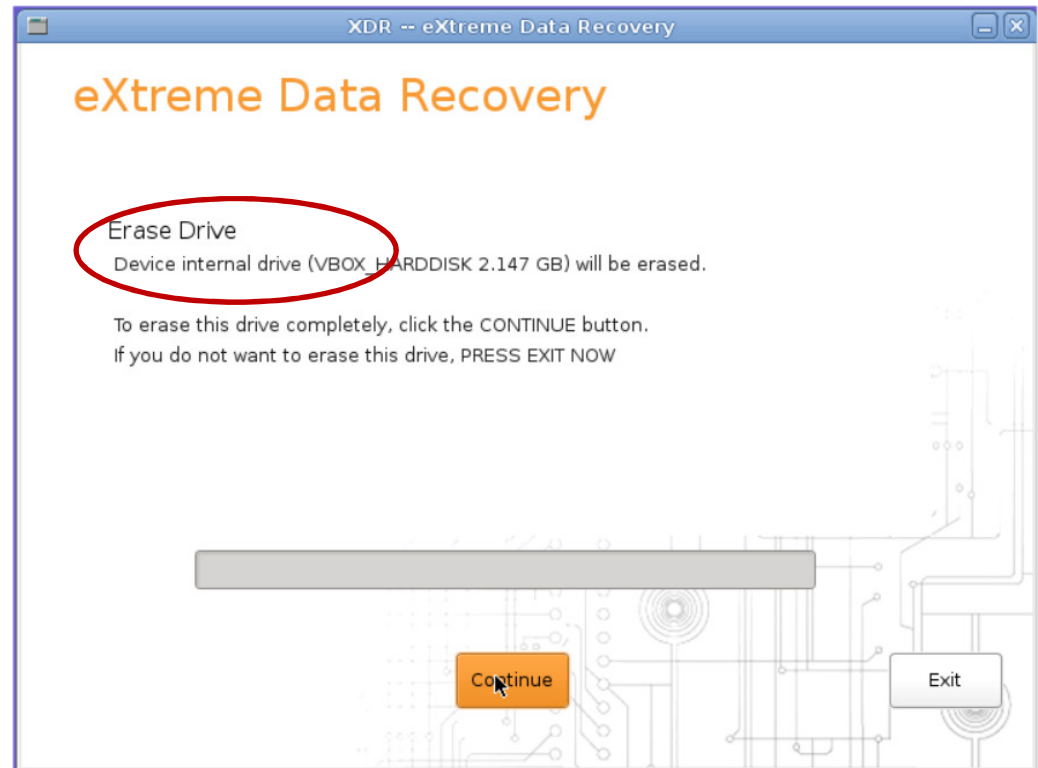 XDR -- eXtreme Data Recovery
eXtreme Data Recovery
Erase Drive
Device internal drive (VBOX_HARDDISK 2.147 GB) will be erased.
To erase this drive completely, click the CONTINUE button.
If you do not want to erase this drive, PRESS EXIT NOW
Continue
Exit